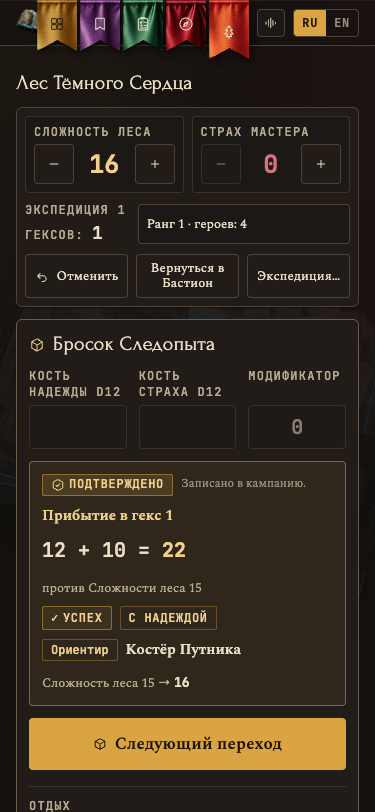 RU EN
Лес Тёмного Сердца
СЛОЖНОСТЬ ЛЕСА
− 16 +
СТРАХ МАСТЕРА
− 0 +
ЭКСПЕДИЦИЯ 1
ГЕКСОВ: 1
Ранг 1 · героев: 4
Отменить
Вернуться в
Бастион
Экспедиция…
Бросок Следопыта
КОСТЬ
НАДЕЖДЫ D12
КОСТЬ
СТРАХА D12
МОДИФИКАТОР
0
ПОДТВЕРЖДЕНО Записано в кампанию.
Прибытие в гекс 1
12 + 10 = 22
против Сложности леса 15
✓ УСПЕХ С НАДЕЖДОЙ
Ориентир Костёр Путника
Сложность леса 15 → 16
Следующий переход
ОТДЫХ